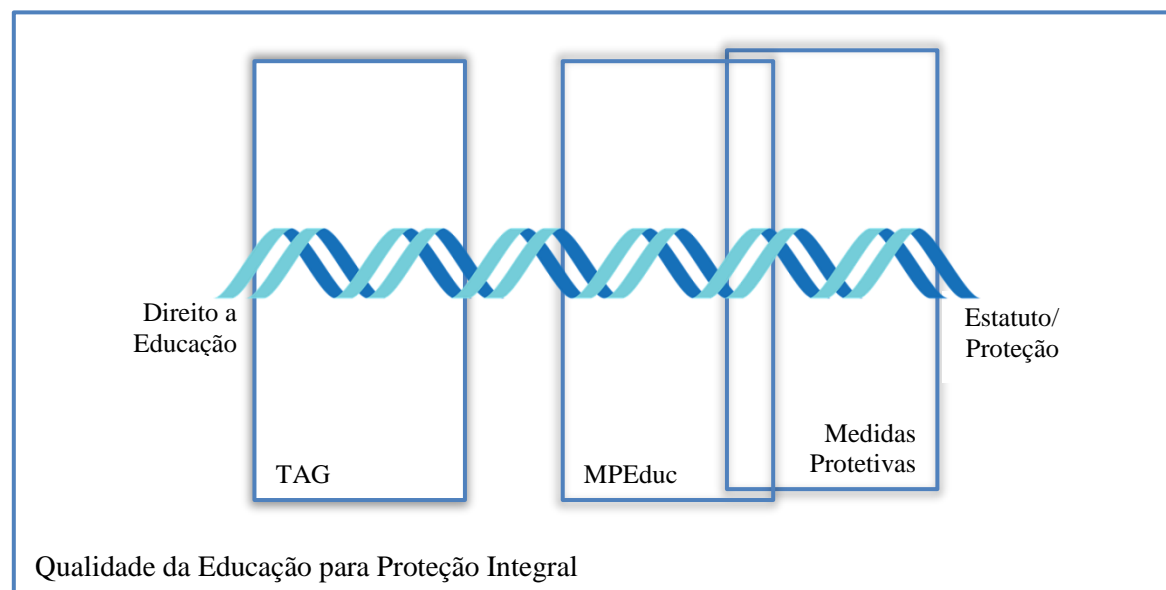 Direito a
Educação
Estatuto/
Proteção
Medidas
Protetivas
TAG
MPEduc
Qualidade da Educação para Proteção Integral